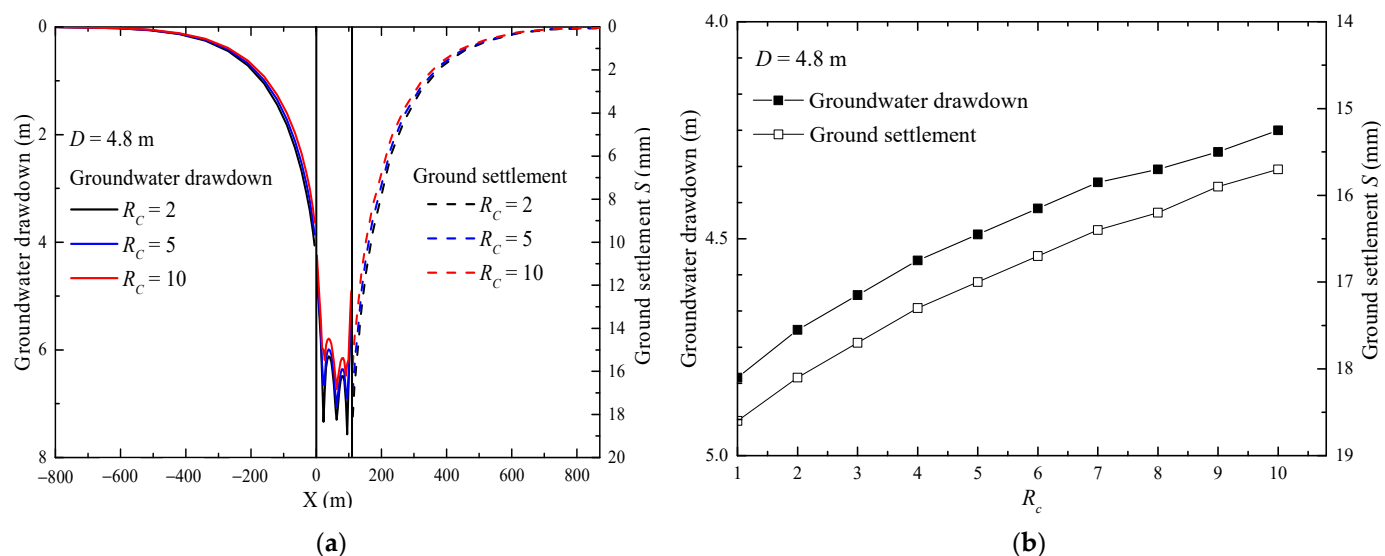 D = 4.8 m
Groundwater drawdown
R_C = 2
R_C = 5
R_C = 10
Ground settlement
R_C = 2
R_C = 5
R_C = 10
Groundwater drawdown (m)
0
2
4
6
8
Ground settlement S (mm)
0
2
4
6
8
10
12
14
16
18
20
−800 −600 −400 −200 0 200 400 600 800
X (m)
(a)
D = 4.8 m
Groundwater drawdown
Ground settlement
Groundwater drawdown (m)
4.0
4.5
5.0
Ground settlement S (mm)
14
15
16
17
18
19
1 2 3 4 5 6 7 8 9 10
R_c
(b)